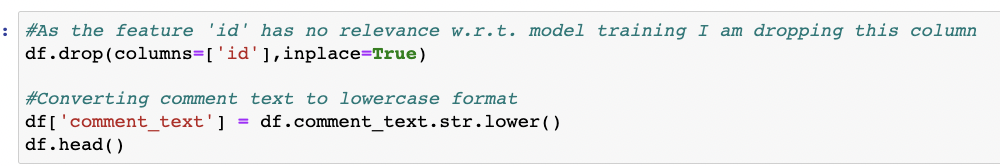 :
#As the feature 'id' has no relevance w.r.t. model training I am dropping this column
df.drop(columns=['id'],inplace=True)
#Converting comment text to lowercase format
df['comment_text'] = df.comment_text.str.lower()
df.head()